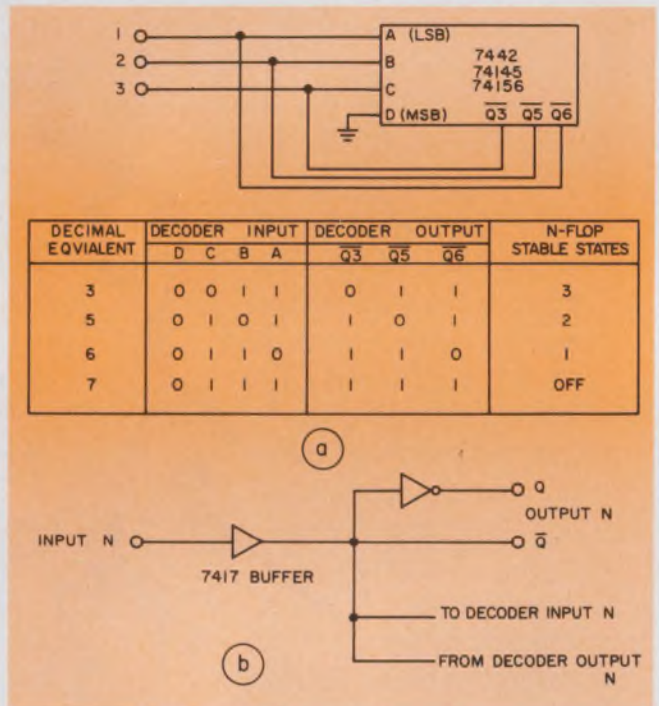 1 A (LSB)
7442
2 B 74145
3 C 74156
D (MSB) Q3 Q5 Q6
DECIMAL EQVIALENT DECODER INPUT DECODER OUTPUT N-FLOP STABLE STATES
D C B A Q3 Q5 Q6
3 0 0 1 1 0 1 1 3
5 0 1 0 1 1 0 1 2
6 0 1 1 0 1 1 0 1
7 0 1 1 1 1 1 1 OFF
a
Q
OUTPUT N
INPUT N Q
7417 BUFFER
TO DECODER INPUT N
b
FROM DECODER OUTPUT
N